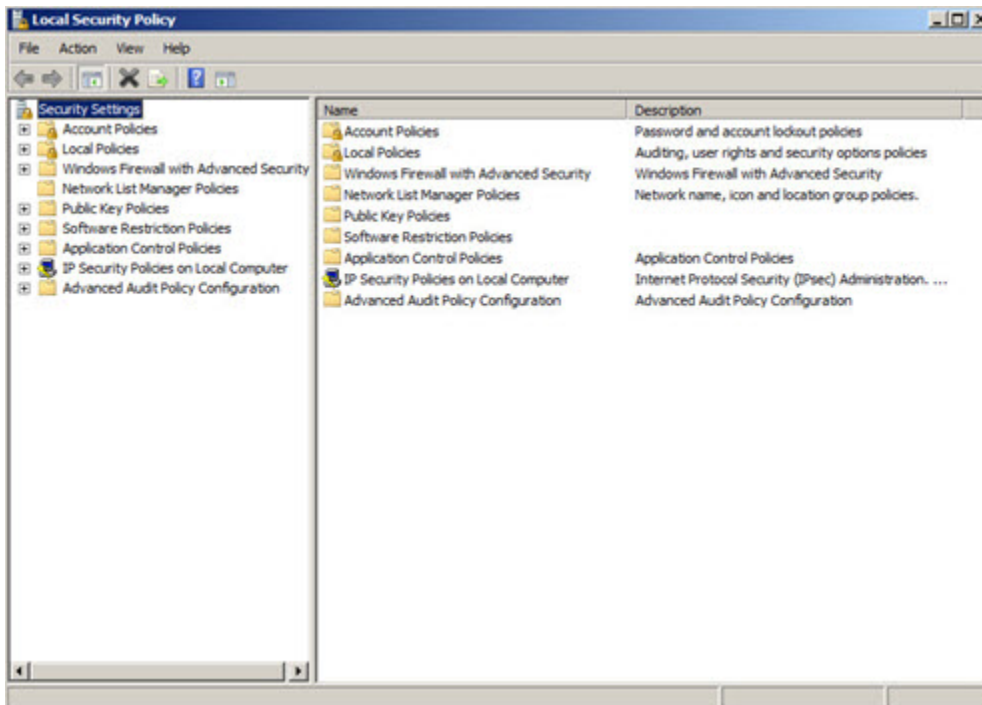 Local Security Policy
File Action View Help
Security Settings
Account Policies
Local Policies
Windows Firewall with Advanced Security
Network List Manager Policies
Public Key Policies
Software Restriction Policies
Application Control Policies
IP Security Policies on Local Computer
Advanced Audit Policy Configuration
Name Description
Account Policies Password and account lockout policies
Local Policies Auditing, user rights and security options policies
Windows Firewall with Advanced Security Windows Firewall with Advanced Security
Network List Manager Policies Network name, icon and location group policies.
Public Key Policies
Software Restriction Policies
Application Control Policies Application Control Policies
IP Security Policies on Local Computer Internet Protocol Security (IPsec) Administration. ...
Advanced Audit Policy Configuration Advanced Audit Policy Configuration